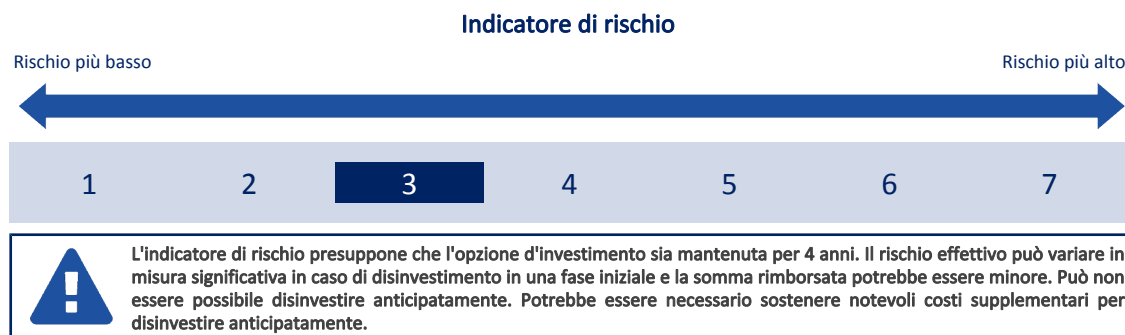 Indicatore di rischio
Rischio più basso
Rischio più alto
1 2 3 4 5 6 7
L'indicatore di rischio presuppone che l'opzione d'investimento sia mantenuta per 4 anni. Il rischio effettivo può variare in
misura significativa in caso di disinvestimento in una fase iniziale e la somma rimborsata potrebbe essere minore. Può non
essere possibile disinvestire anticipatamente. Potrebbe essere necessario sostenere notevoli costi supplementari per
disinvestire anticipatamente.